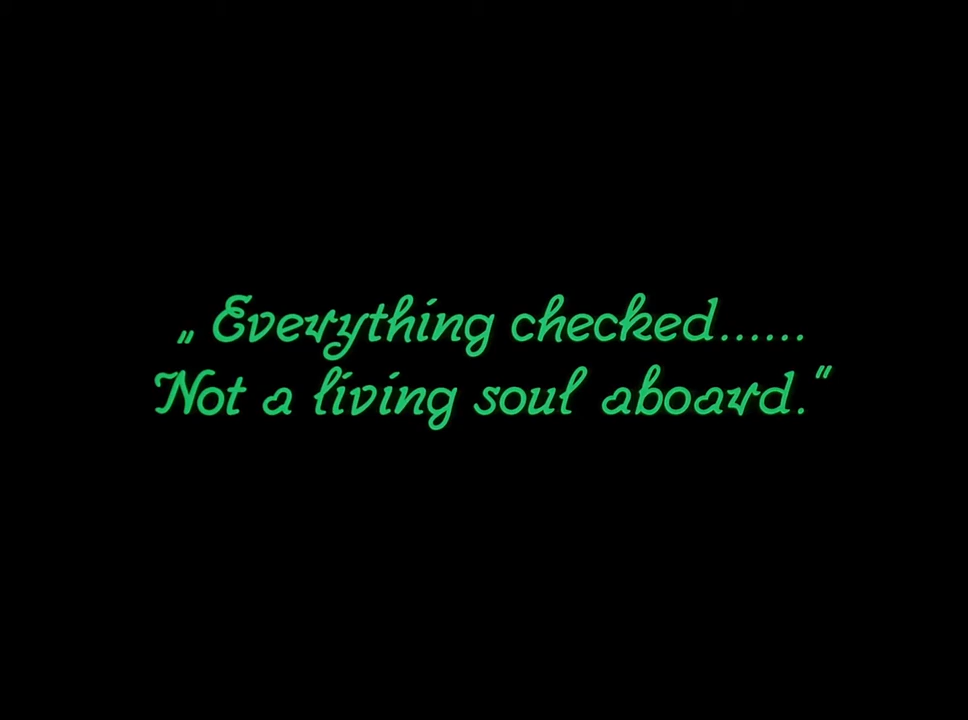 „Everything checked......
Not a living soul aboard.“